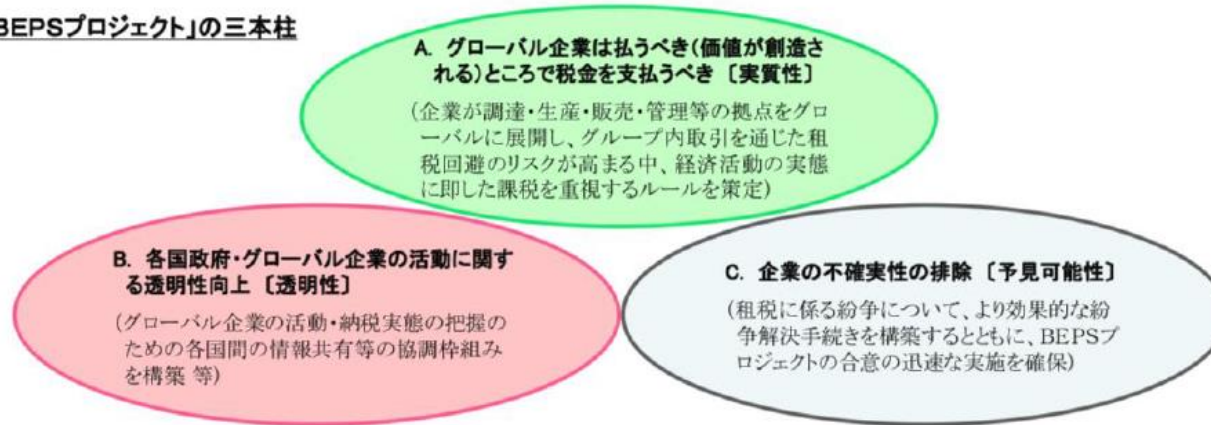 BEPSプロジェクト」の三本柱
A. グローバル企業は払うべき(価値が創造さ
れる)ところで税金を支払うべき〔実質性〕
(企業が調達・生産・販売・管理等の拠点をグロ
ーバルに展開し、グループ内取引を通じた租
税回避のリスクが高まる中、経済活動の実態
に即した課税を重視するルールを策定)
B. 各国政府・グローバル企業の活動に関す
る透明性向上〔透明性〕
(グローバル企業の活動・納税実態の把握の
ための各国間の情報共有等の協調枠組み
を構築 等)
C. 企業の不確実性の排除〔予見可能性〕
(租税に係る紛争について、より効果的な紛
争解決手続きを構築するとともに、BEPSプ
ロジェクトの合意の迅速な実施を確保)